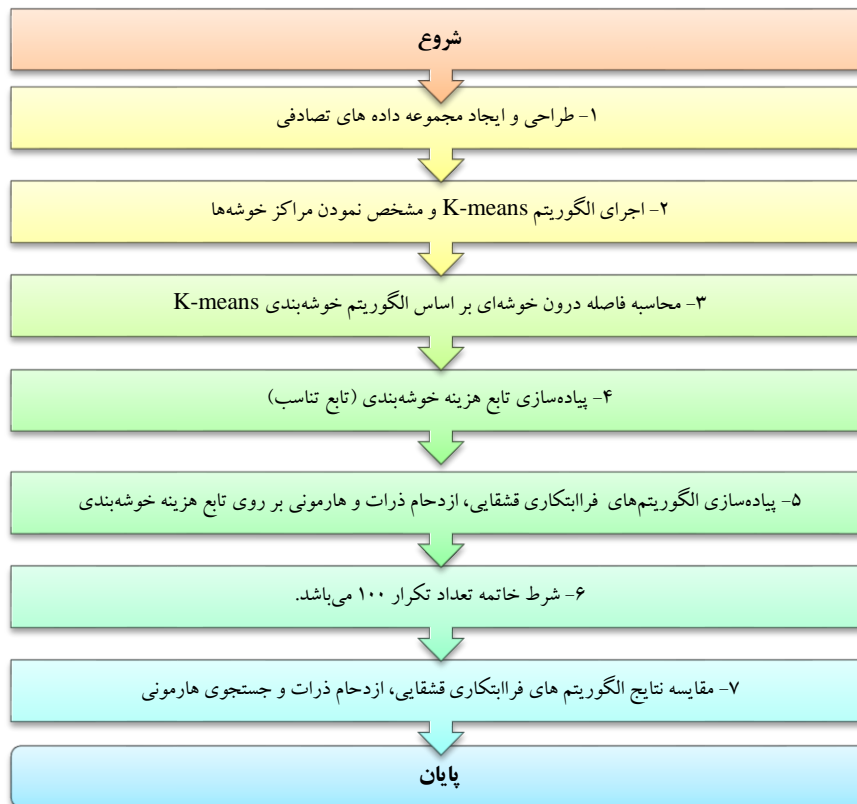 شروع
۱- طراحی و ایجاد مجموعه داده های تصادفی
۲- اجرای الگوریتم K-means و مشخص نمودن مراکز خوشه‌ها
۳- محاسبه فاصله درون خوشه‌ای بر اساس الگوریتم خوشه‌بندی K-means
۴- پیاده‌سازی تابع هزینه خوشه‌بندی (تابع تناسب)
۵- پیاده‌سازی الگوریتم‌های فراابتکاری قشقایی، ازدحام ذرات و هارمونی بر روی تابع هزینه خوشه‌بندی
۶- شرط خاتمه تعداد تکرار ۱۰۰ می‌باشد.
۷- مقایسه نتایج الگوریتم های فراابتکاری قشقایی، ازدحام ذرات و جستجوی هارمونی
پایان